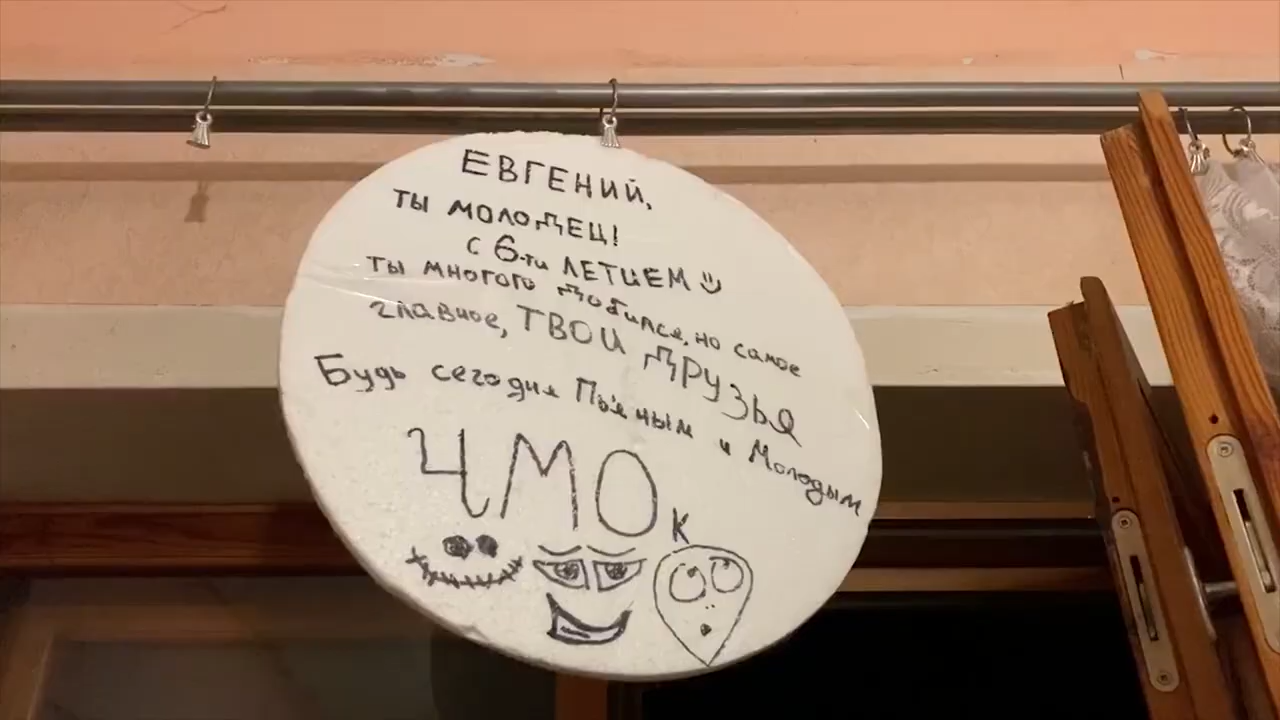 ЕВГЕНИЙ,
ТЫ МОЛОДЕЦ!
С 6-ти ЛЕТИЕМ
ТЫ многого добился, но самое
главное, ТВОИ ДРУЗЬЯ
Будь сегодня Пьяным и Молодым
ЧМОк